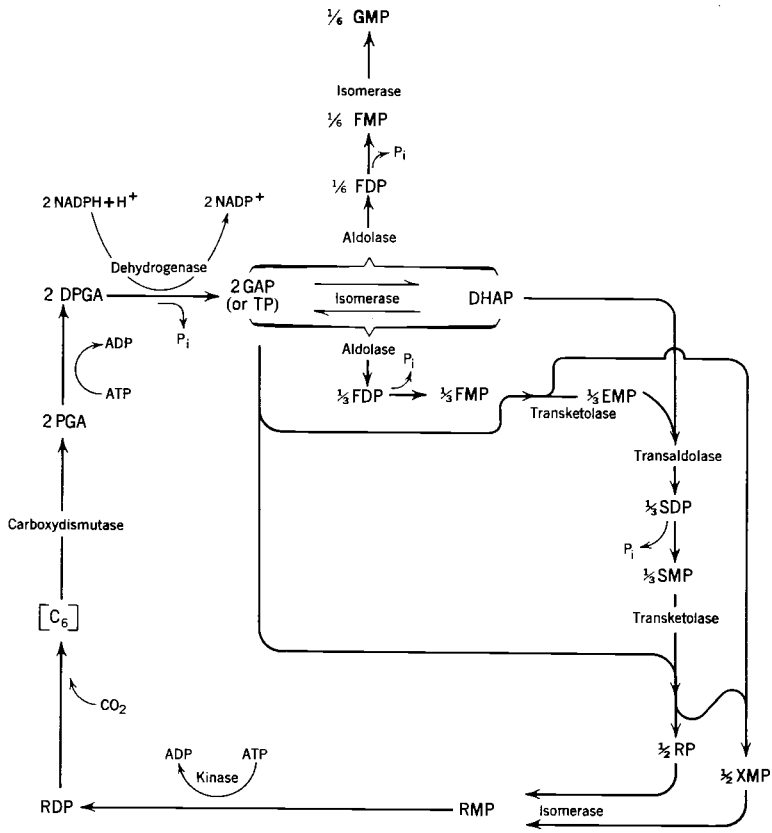 ⅙ GMP
Isomerase
⅙ FMP
Pᵢ
⅙ FDP
2 NADPH + H⁺
2 NADP⁺
Aldolase
Dehydrogenase
2 DPGA
2 GAP
(or TP)
Isomerase
DHAP
Pᵢ
ADP
Aldolase
Pᵢ
ATP
⅓ FDP
⅓ FMP
⅓ EMP
Transketolase
2 PGA
Transaldolase
Carboxydismutase
⅓ SDP
Pᵢ
⅓ SMP
[C₆]
Transketolase
CO₂
½ RP
ADP
ATP
½ XMP
Kinase
RDP
RMP
Isomerase